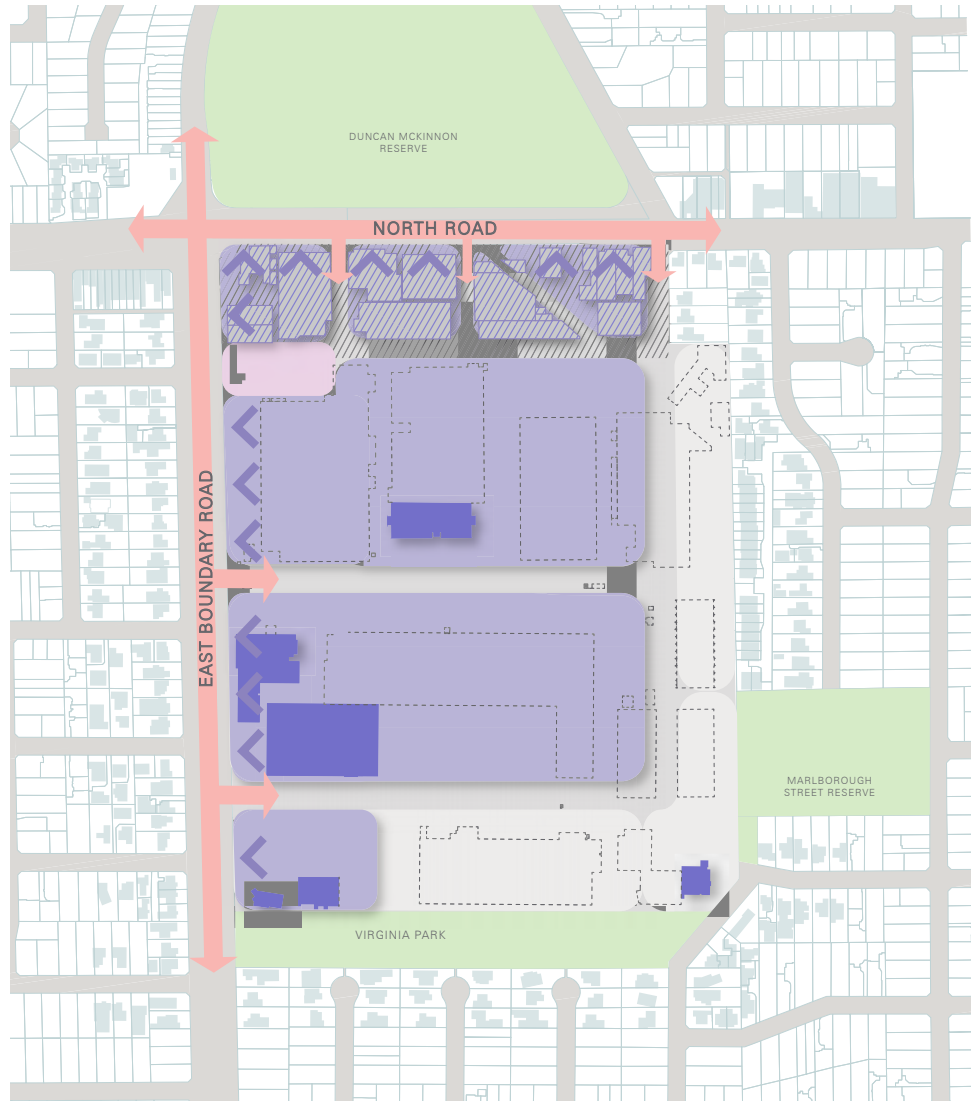 DUNCAN MCKINNON
RESERVE
NORTH ROAD
EAST BOUNDARY ROAD
MARLBOROUGH
STREET RESERVE
VIRGINIA PARK